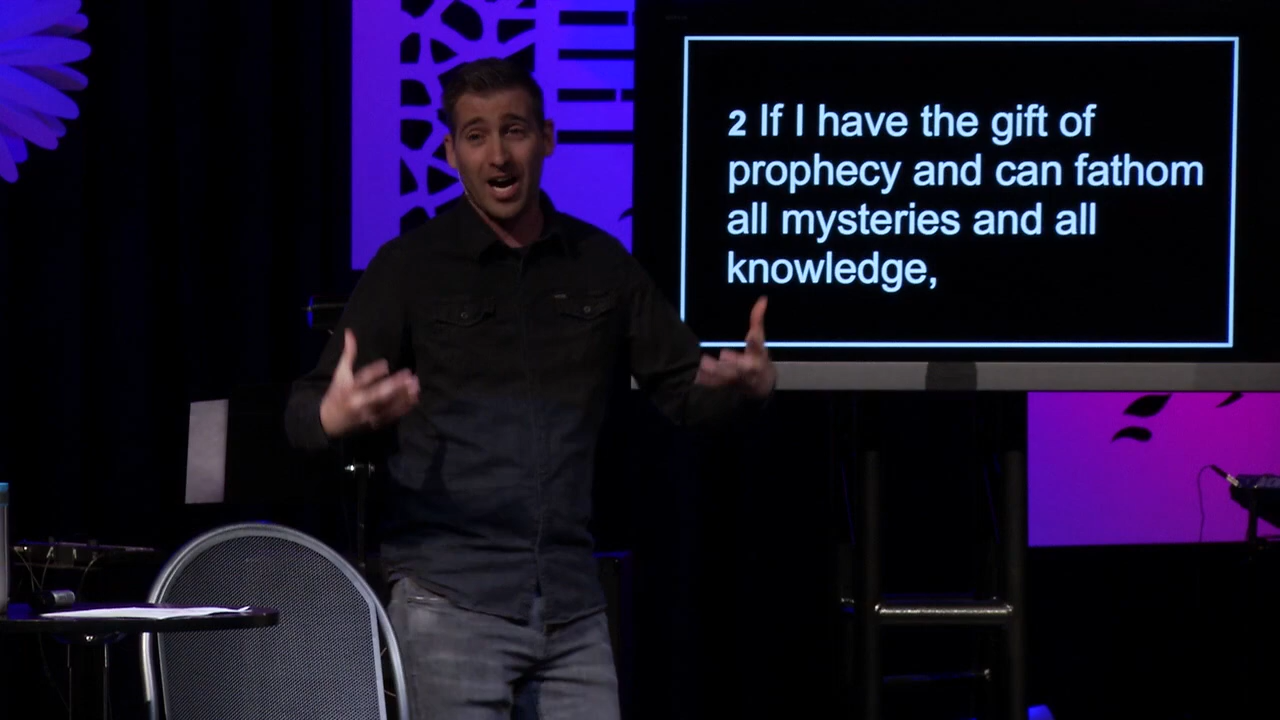 2 If I have the gift of
prophecy and can fathom
all mysteries and all
knowledge,